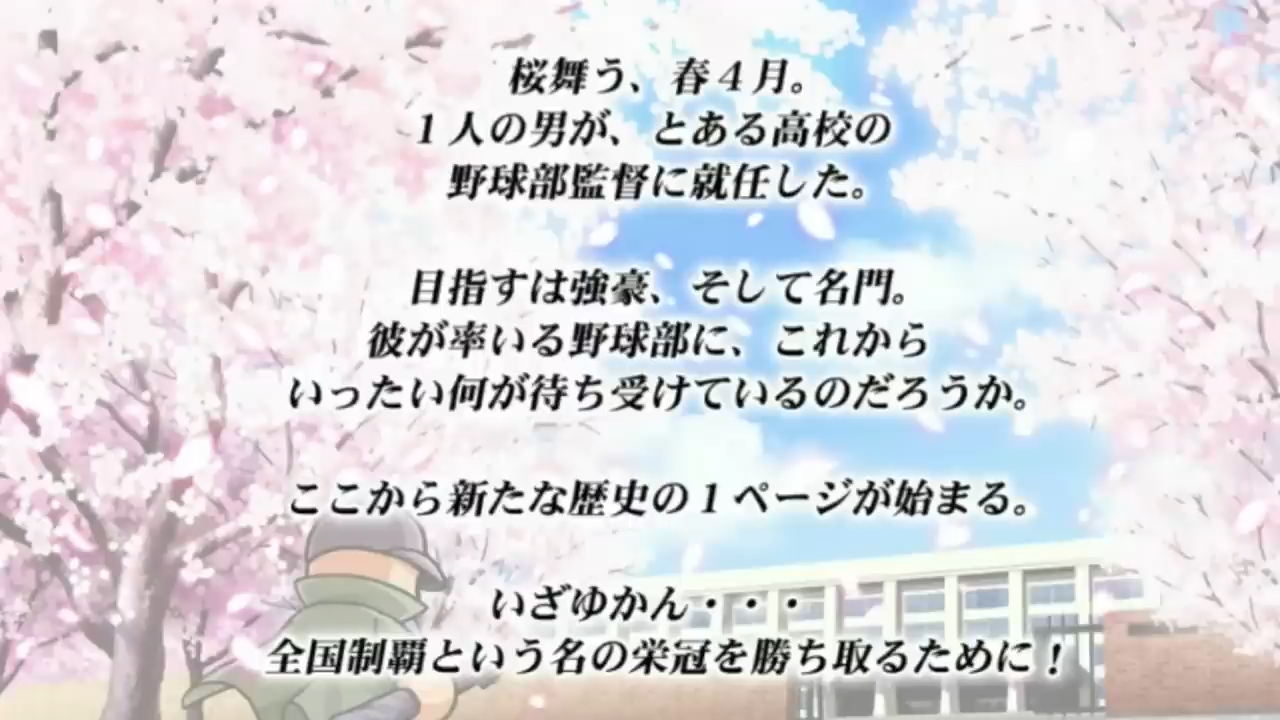 桜舞う、春４月。
１人の男が、とある高校の
野球部監督に就任した。
目指すは強豪、そして名門。
彼が率いる野球部に、これから
いったい何が待ち受けているのだろうか。
ここから新たな歴史の１ページが始まる。
いざゆかん・・・
全国制覇という名の栄冠を勝ち取るために！